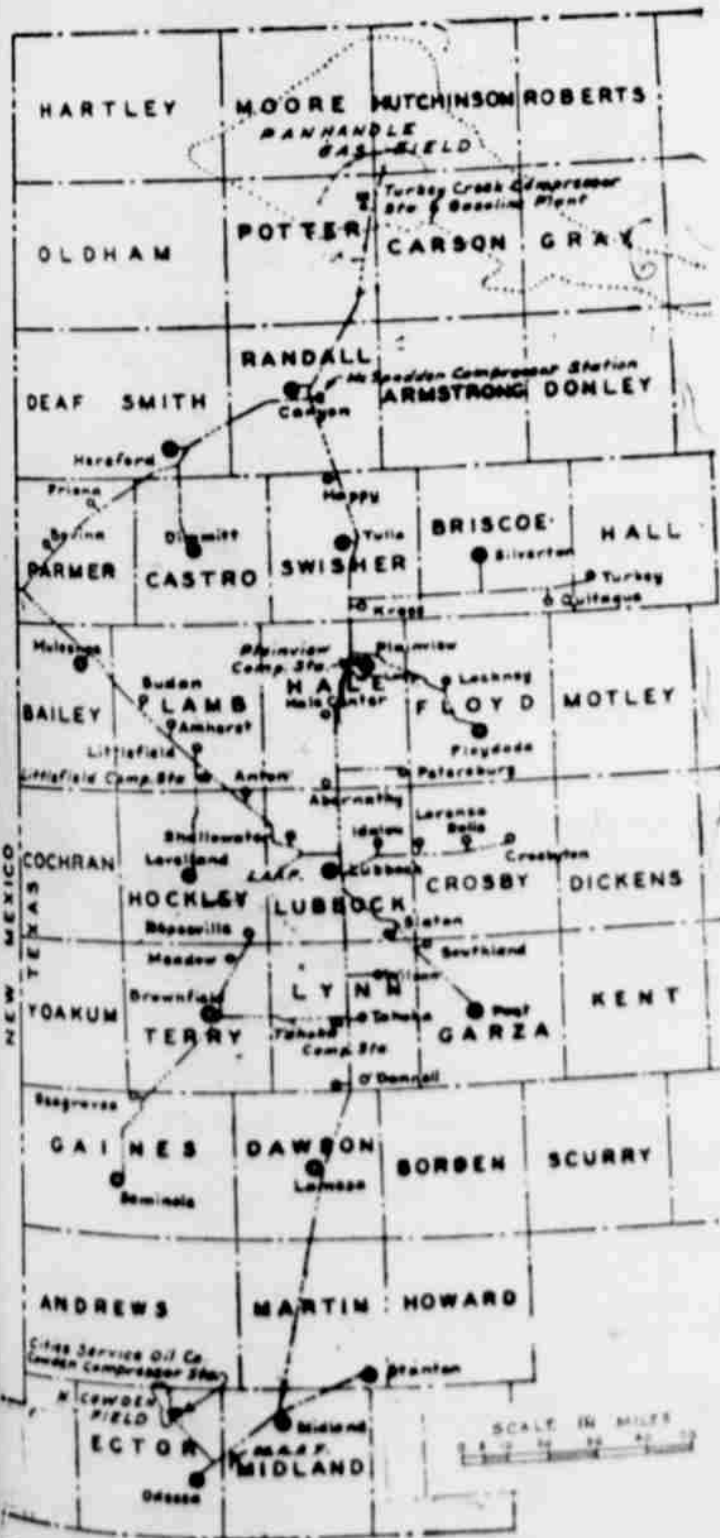 HARTLEY MOORE HUTCHINSON ROBERTS
PANHANDLE
GAS FIELD
Turkey Creek Compressor
Sta & Gasoline Plant
OLDHAM POTTER CARSON GRAY
RANDALL
McSpadden Compressor Station
DEAF SMITH ARMSTRONG DONLEY
Canyon
Hereford
Friona
Happy
Bovina
Dimmitt
Tulia
BRISCOE HALL
Silverton
PARMER CASTRO SWISHER
Turkey
Quitaque
Kress
Muleshoe
Plainview
Comp. Sta.
Plainview
Sudan
HALE
Lockney
BAILEY LAMB
Hale Center
FLOYD MOTLEY
Amherst
Floydada
Littlefield
Littlefield Comp. Sta
Anton
Petersburg
Abernathy
Shallowater
Idalou
Lorenzo
Ralls
Crosbyton
COCHRAN
Levelland
L.A.A.F.
Lubbock
HOCKLEY LUBBOCK CROSBY DICKENS
NEW MEXICO
TEXAS
Ropesville
Slaton
Southland
Meadow
Wilson
LYNN
Brownfield
YOAKUM TERRY
Tahoka
Tahoka
Comp. Sta
Post
GARZA KENT
O'Donnell
Seagraves
GAINES DAWSON BORDEN SCURRY
Lamesa
Seminole
ANDREWS MARTIN HOWARD
Cities Service Oil Co
Cowden Compressor Sta
Stanton
N. COWDEN
FIELD
Midland
ECTOR
M.A.A.F.
MIDLAND
Odessa
SCALE IN MILES